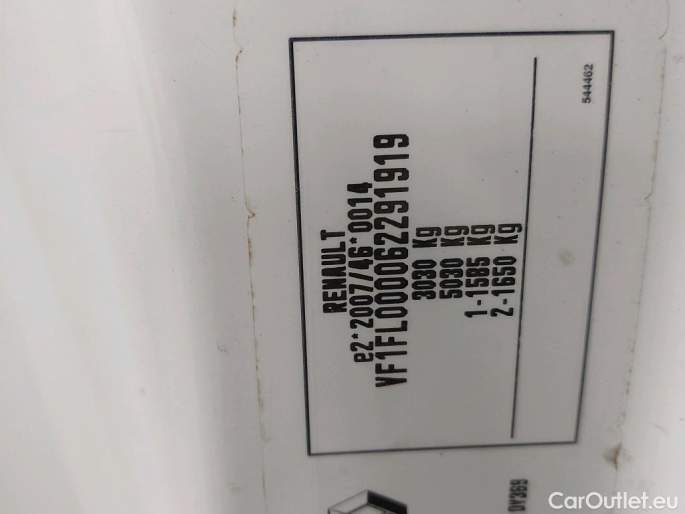 RENAULT
e2*2007/46*0014
VF1FL000062291919
3030 Kg
5030 Kg
1-1585 Kg
2-1650 Kg
544462
DV369
CarOutlet.eu